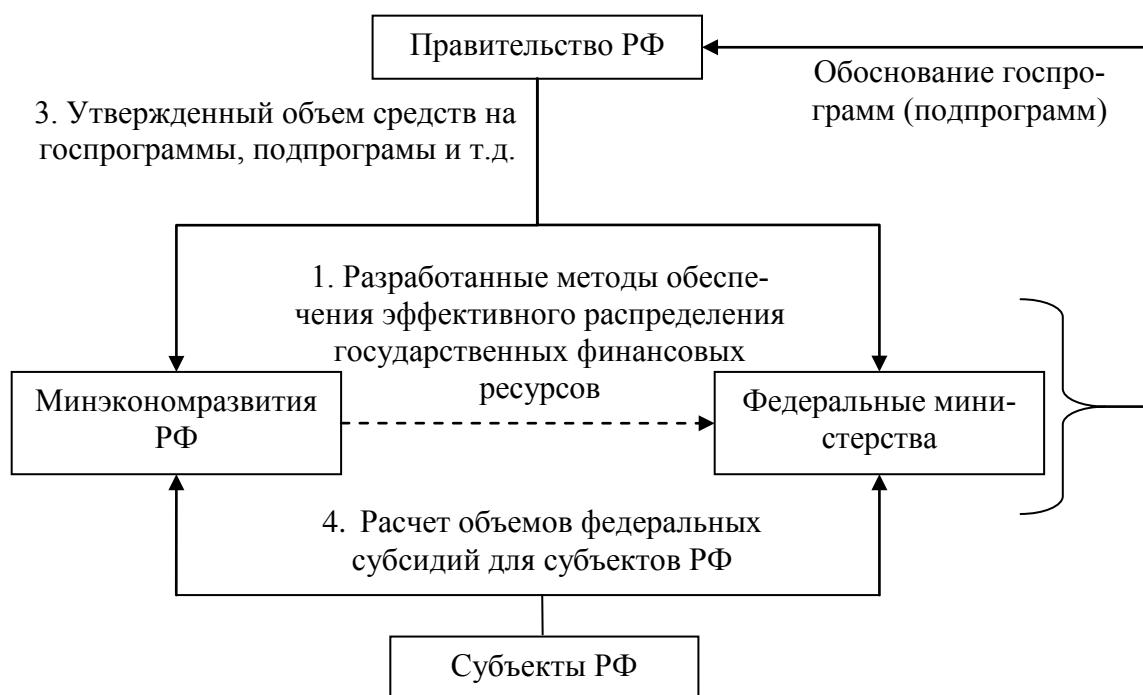 Правительство РФ
Обоснование госпро-
грамм (подпрограмм)
3. Утвержденный объем средств на
госпрограммы, подпрограмы и т.д.
1. Разработанные методы обеспе-
чения эффективного распределения
государственных финансовых
ресурсов
Минэкономразвития
РФ
Федеральные мини-
стерства
4. Расчет объемов федеральных
субсидий для субъектов РФ
Субъекты РФ